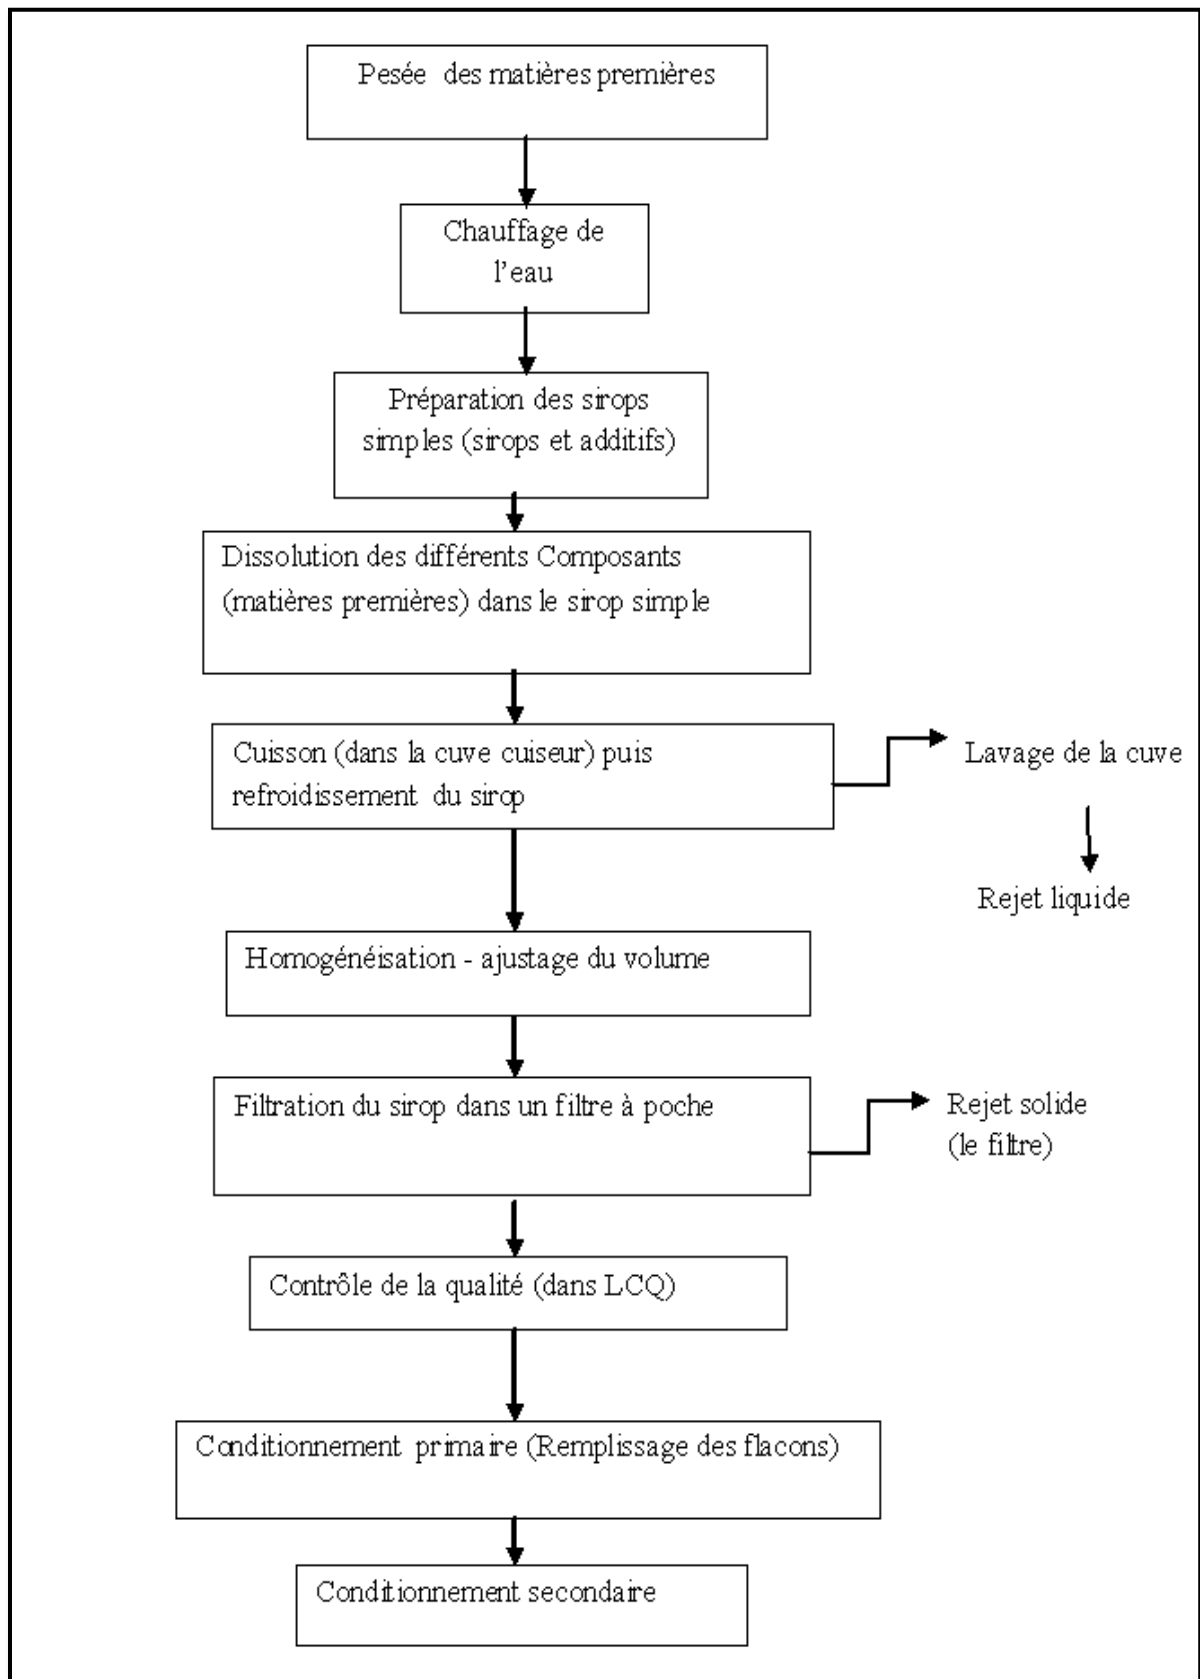 Pesée des matières premières
Chauffage de
l'eau
Préparation des sirops
simples (sirops et additifs)
Dissolution des différents Composants
(matières premières) dans le sirop simple
Cuisson (dans la cuve cuiseur) puis
refroidissement du sirop
Lavage de la cuve
Rejet liquide
Homogénéisation - ajustage du volume
Filtration du sirop dans un filtre à poche
Rejet solide
(le filtre)
Contrôle de la qualité (dans LCQ)
Conditionnement primaire (Remplissage des flacons)
Conditionnement secondaire